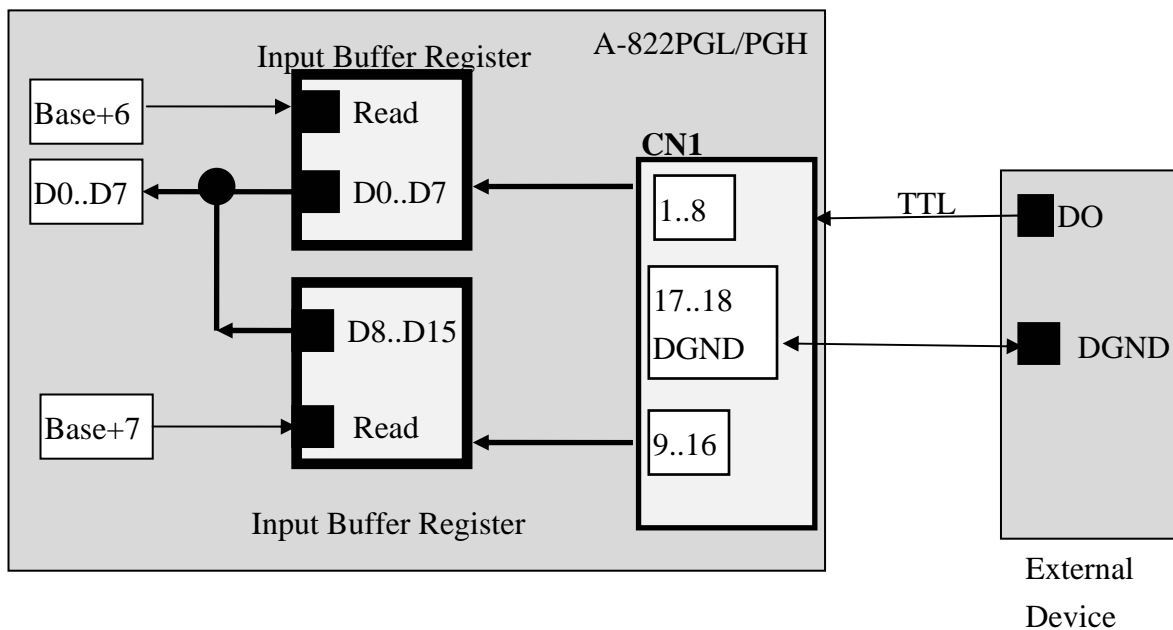 A-822PGL/PGH
Input Buffer Register
Base+6
Read
D0..D7
D0..D7
CN1
1..8
TTL
DO
17..18
DGND
DGND
D8..D15
Base+7
Read
9..16
Input Buffer Register
External
Device